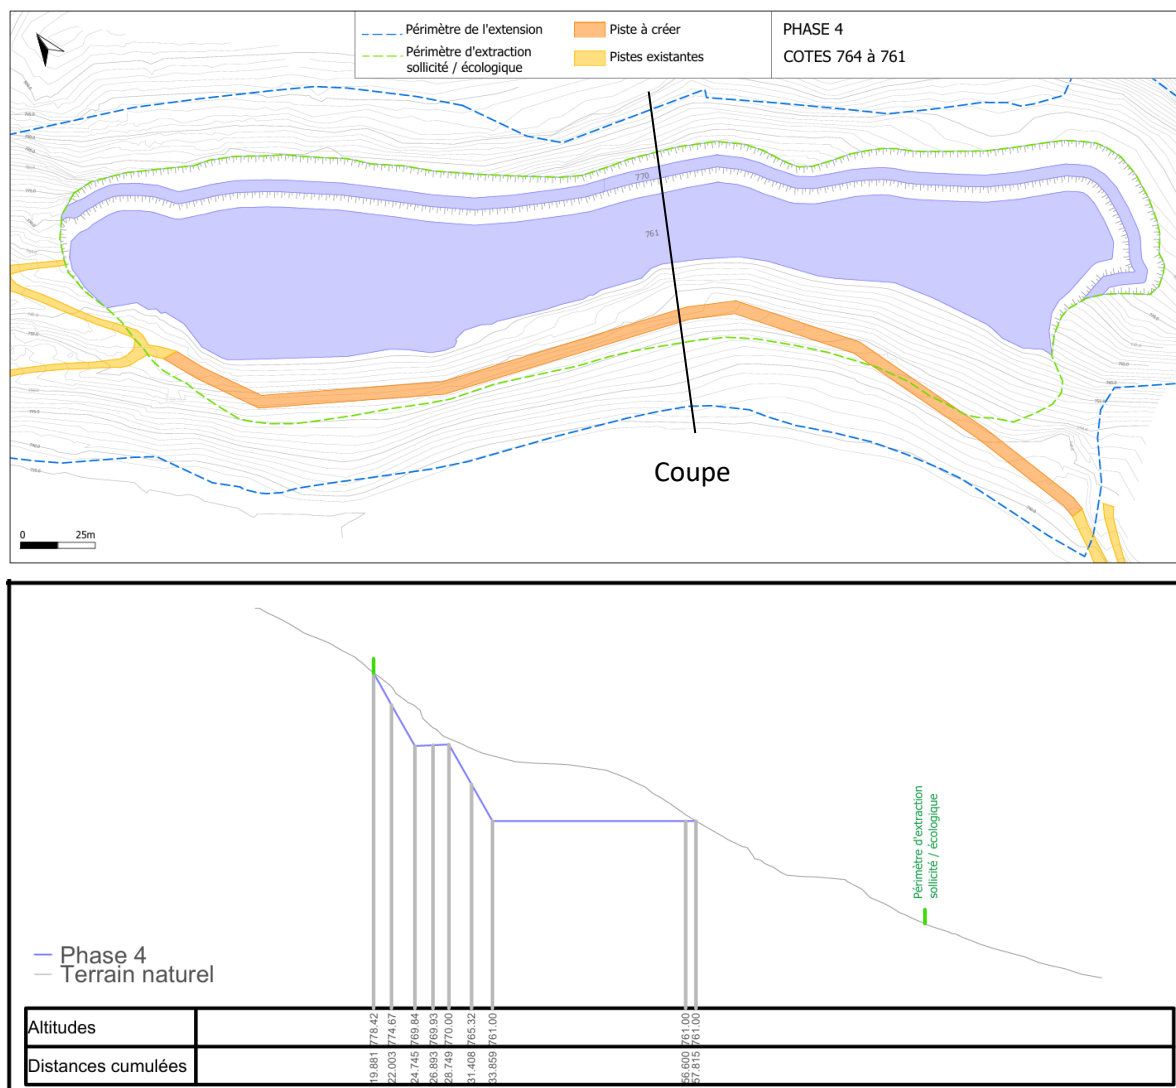 Périmètre de l'extension
Périmètre d'extraction
sollicité / écologique
Piste à créer
Pistes existantes
PHASE 4
COTES 764 à 761
770
761
Coupe
0 25m
Périmètre d'extraction
sollicité / écologique
Phase 4
Terrain naturel
Altitudes
778.42 774.67 769.84 769.93 770.00 765.32 761.00 761.00 761.00
Distances cumulées
19.881 22.003 24.745 26.893 28.749 31.408 33.859 56.600 57.815